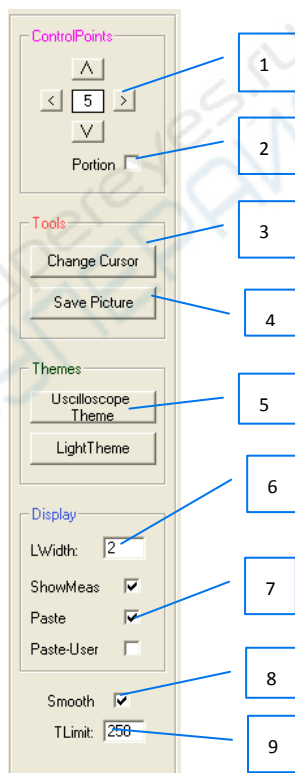 ControlPoints
^
< 5 >
v
Portion
Tools
Change Cursor
Save Picture
Themes
Uscilloscope
Theme
LightTheme
Display
LWidth: 2
ShowMeas
Paste
Paste-User
Smooth
TLimit: 250
1
2
3
4
5
6
7
8
9